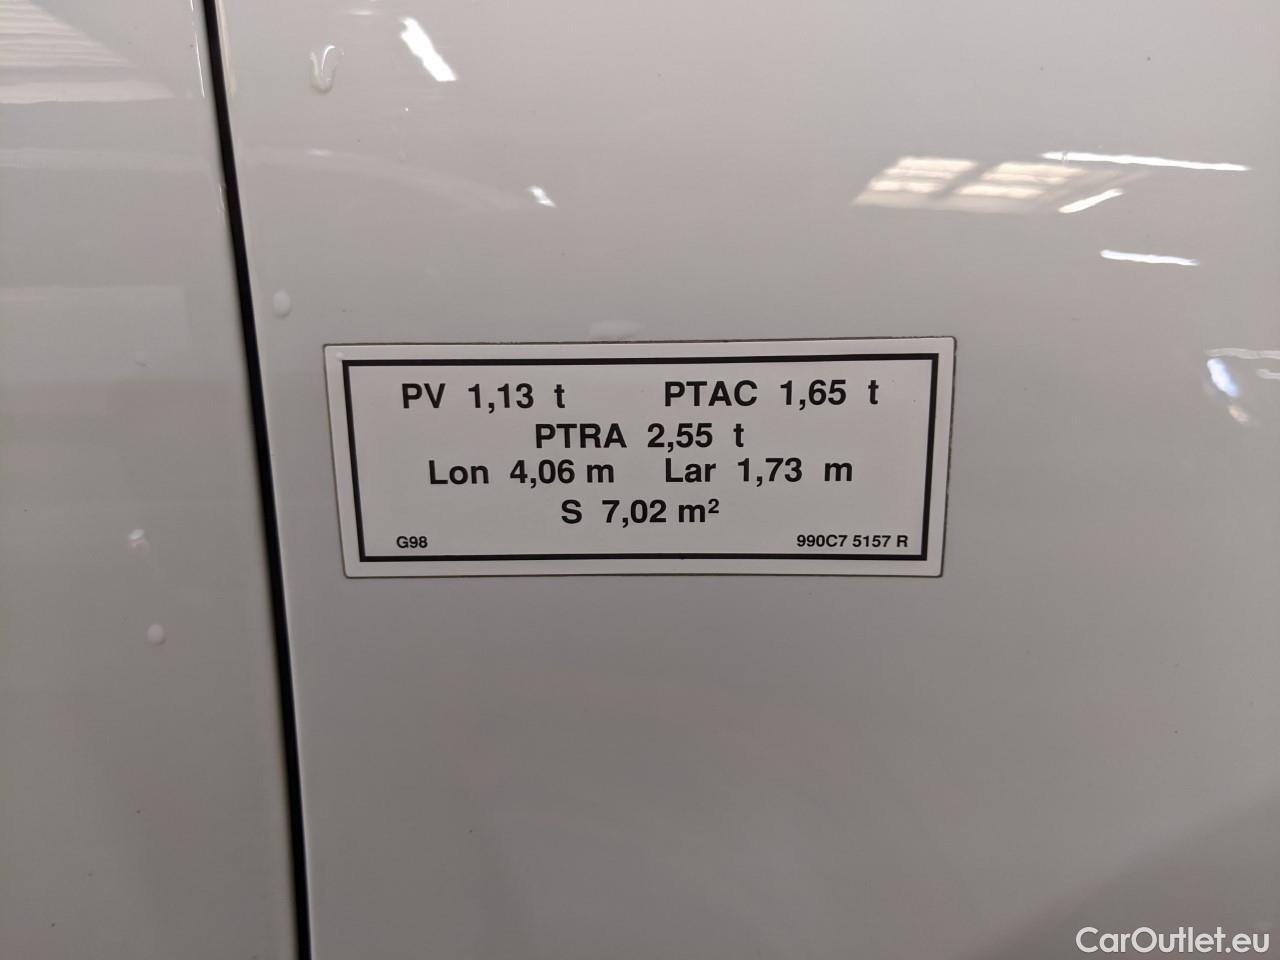 PV 1,13 t PTAC 1,65 t
PTRA 2,55 t
Lon 4,06 m Lar 1,73 m
S 7,02 m²
G98 990C7 5157 R
CarOutlet.eu